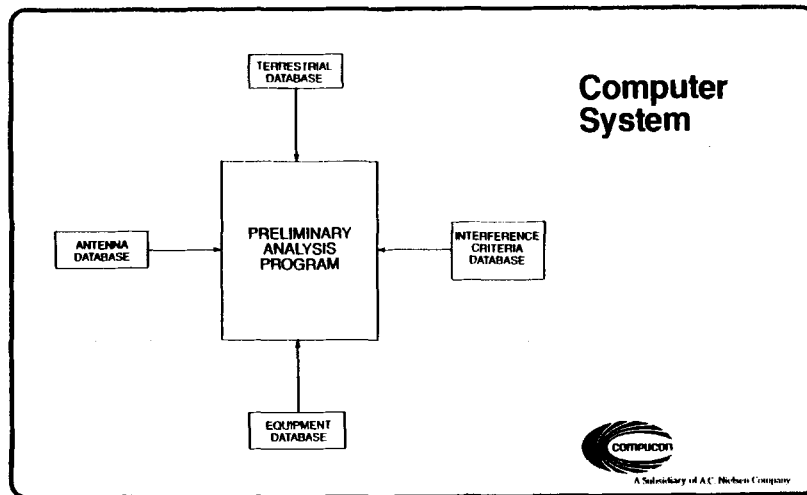 TERRESTRIAL
DATABASE
Computer
System
PRELIMINARY
ANALYSIS
PROGRAM
ANTENNA
DATABASE
INTERFERENCE
CRITERIA
DATABASE
EQUIPMENT
DATABASE
COMPUCON
A Subsidiary of A.C. Nielsen Company